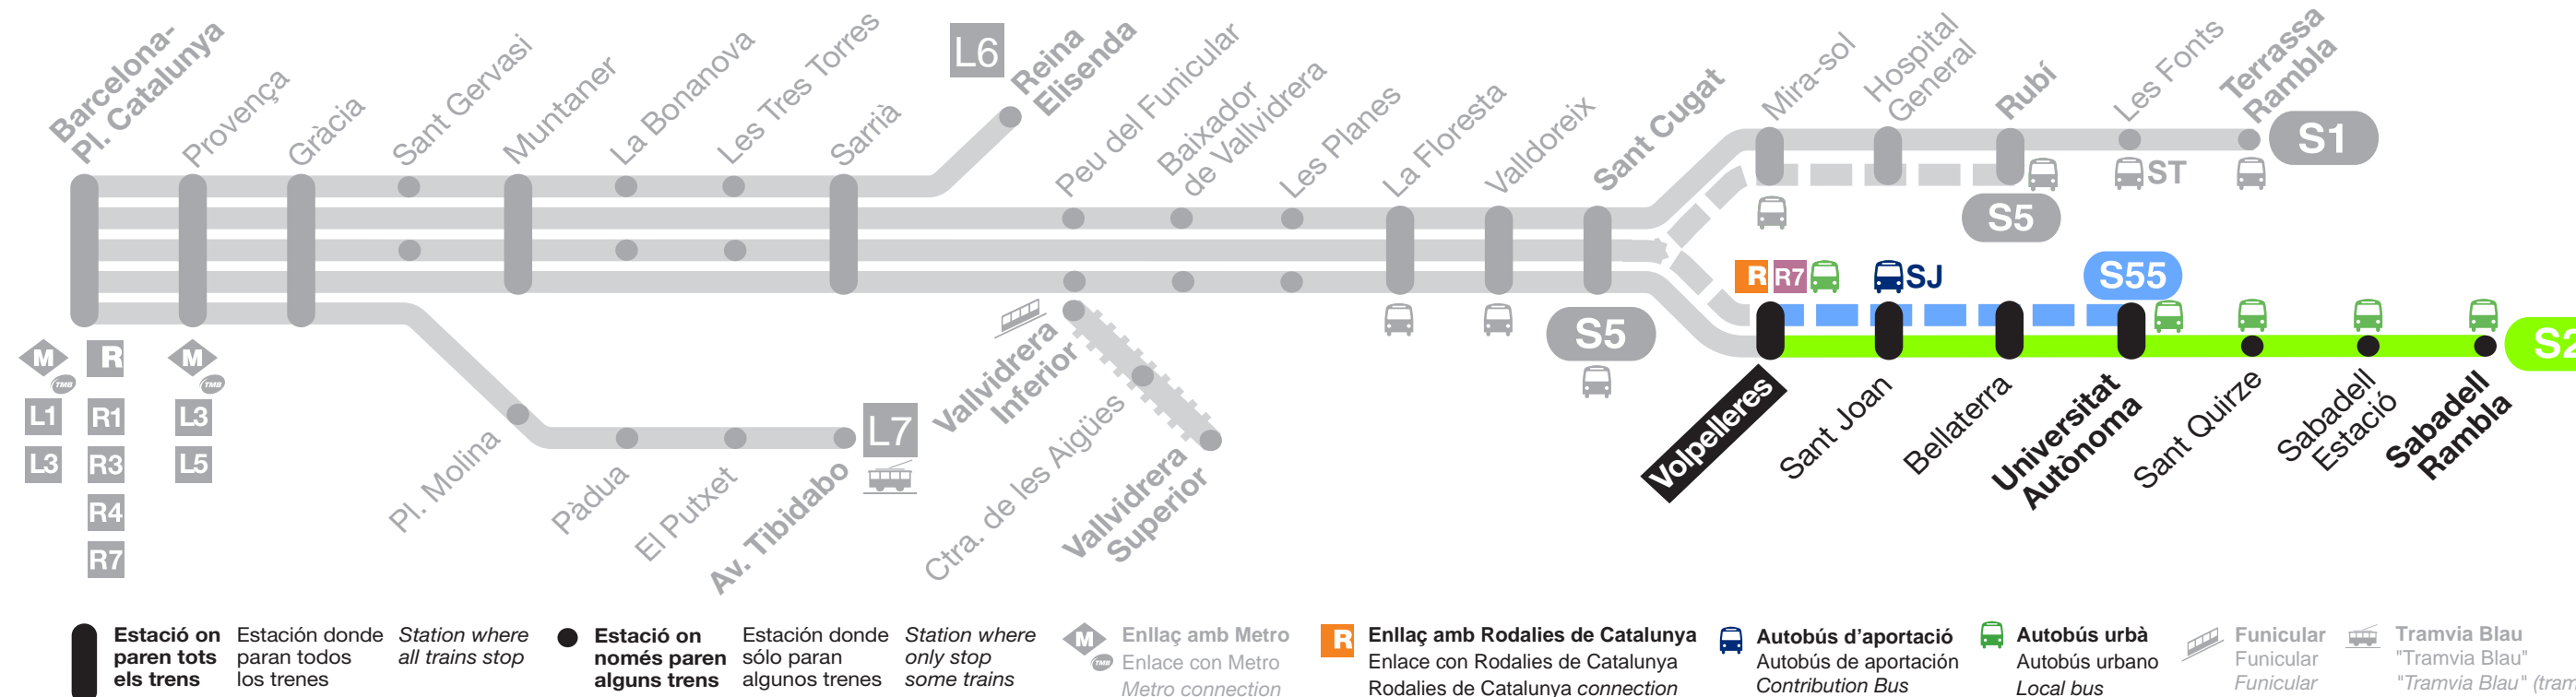 Barcelona-
Pl. Catalunya
Provença
Gràcia
Sant Gervasi
Muntaner
La Bonanova
Les Tres Torres
Sarrià
L6
Reina
Elisenda
Peu del Funicular
Baixador
de Vallvidrera
Les Planes
La Floresta
Valldoreix
Sant Cugat
Mira-sol
Hospital
General
Rubí
Les Fonts
Terrassa
Rambla
S1
ST
S5
R
R7
SJ
S55
S5
S2
M
TMB
R
M
TMB
L1
R1
L3
L3
R3
L5
R4
R7
Pl. Molina
Pàdua
El Putxet
Av. Tibidabo
L7
Vallvidrera
Inferior
Ctra. de les Aigües
Vallvidrera
Superior
Volpelleres
Sant Joan
Bellaterra
Universitat
Autònoma
Sant Quirze
Sabadell
Estació
Sabadell
Rambla
Estació on
paren tots
els trens
Estación donde
paran todos
los trenes
Station where
all trains stop
Estació on
només paren
alguns trens
Estación donde
sólo paran
algunos trenes
Station where
only stop
some trains
M
TMB
Enllaç amb Metro
Enlace con Metro
Metro connection
R
Enllaç amb Rodalies de Catalunya
Enlace con Rodalies de Catalunya
Rodalies de Catalunya connection
Autobús d'aportació
Autobús de aportación
Contribution Bus
Autobús urbà
Autobús urbano
Local bus
Funicular
Funicular
Funicular
Tramvia Blau
"Tramvia Blau"
"Tramvia Blau" (tran